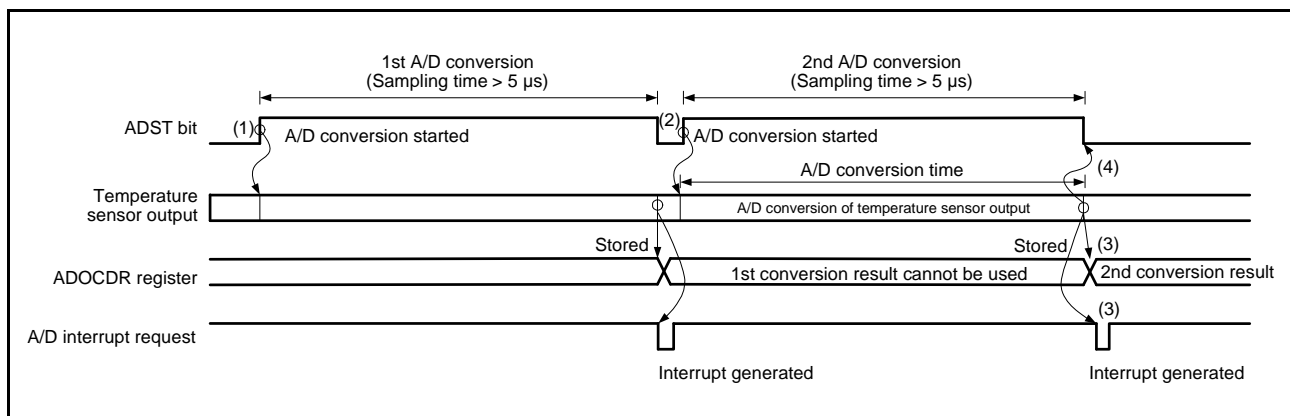 1st A/D conversion
(Sampling time > 5 µs)
2nd A/D conversion
(Sampling time > 5 µs)
ADST bit
(1)
A/D conversion started
(2)
A/D conversion started
A/D conversion time
(4)
Temperature
sensor output
A/D conversion of temperature sensor output
Stored
Stored
(3)
ADOCDR register
1st conversion result cannot be used
2nd conversion result
A/D interrupt request
(3)
Interrupt generated
Interrupt generated